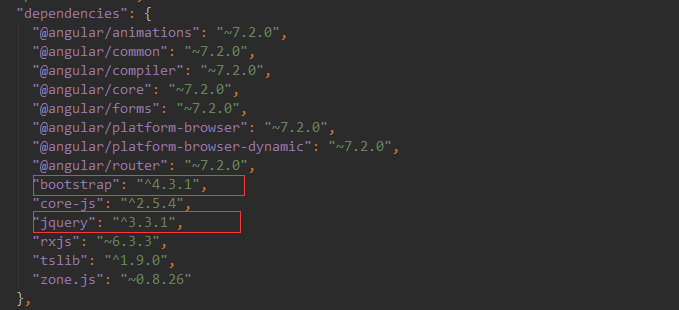 "dependencies": {
"@angular/animations": "~7.2.0",
"@angular/common": "~7.2.0",
"@angular/compiler": "~7.2.0",
"@angular/core": "~7.2.0",
"@angular/forms": "~7.2.0",
"@angular/platform-browser": "~7.2.0",
"@angular/platform-browser-dynamic": "~7.2.0",
"@angular/router": "~7.2.0",
"bootstrap": "^4.3.1",
"core-js": "^2.5.4",
"jquery": "^3.3.1",
"rxjs": "~6.3.3",
"tslib": "^1.9.0",
"zone.js": "~0.8.26"
},